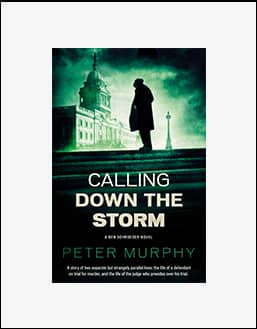 CALLING
DOWN THE
STORM
A BEN SCHROEDER NOVEL
PETER MURPHY
A story of two separate but strangely parallel lives: the life of a defendant
on trial for murder, and the life of the judge who presides over his trial.